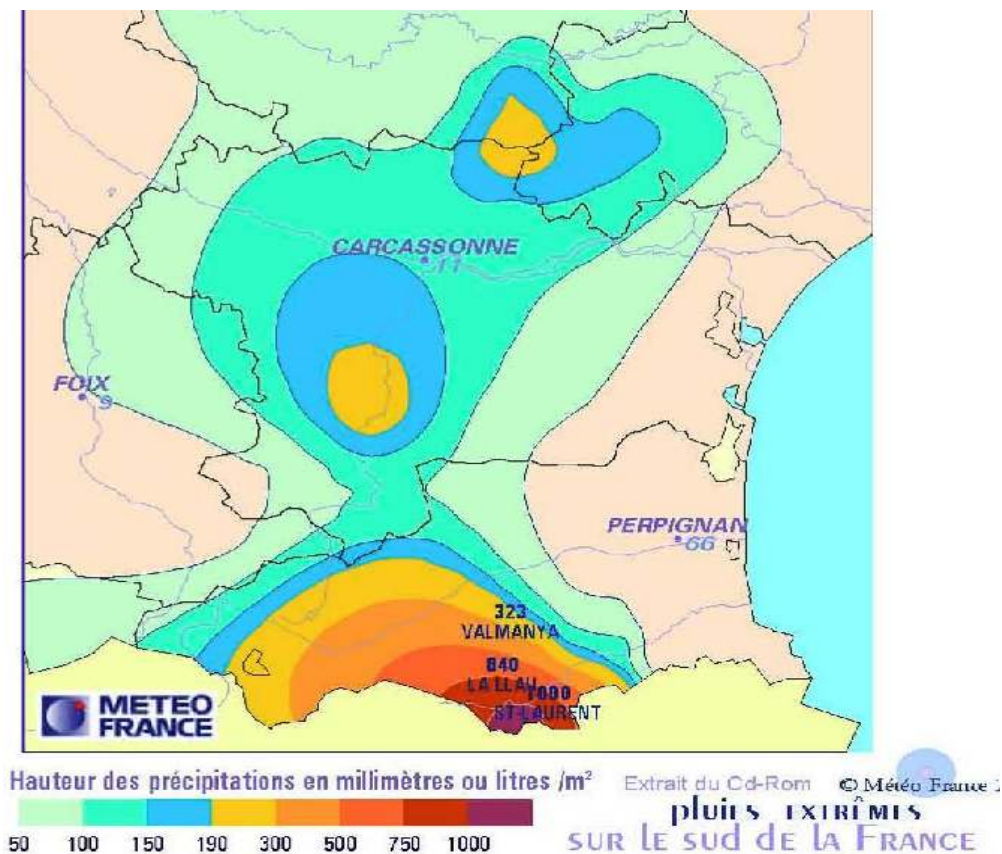 CARCASSONNE
11
FOIX
9
PERPIGNAN
66
323
VALMANYA
840
LA LLAU
1000
ST-LAURENT
METEO
FRANCE
Hauteur des précipitations en millimètres ou litres /m²
50 100 150 190 300 500 750 1000
Extrait du Cd-Rom © Météo France
pluies EXTRÊMES
SUR LE SUD DE LA FRANCE